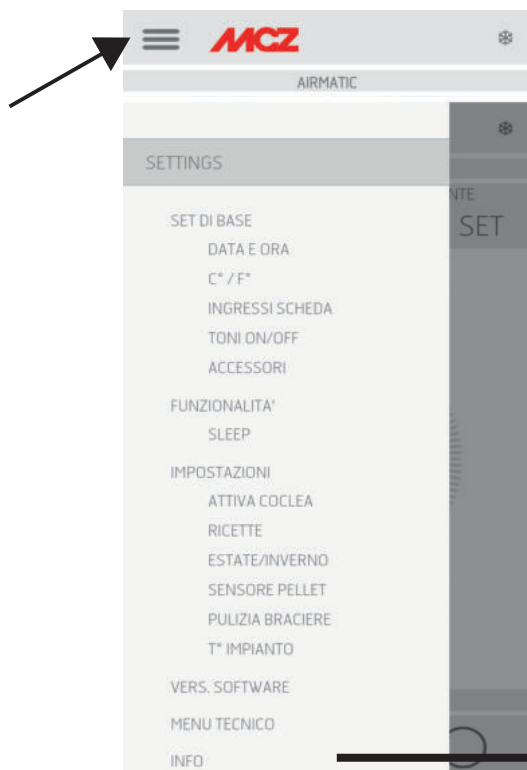 MCZ
AIRMATIC
SETTINGS
NTE
SET
SET DI BASE
DATA E ORA
C° / F°
INGRESSI SCHEDA
TONI ON/OFF
ACCESSORI
FUNZIONALITA'
SLEEP
IMPOSTAZIONI
ATTIVA COCLEA
RICETTE
ESTATE/INVERNO
SENSORE PELLET
PULIZIA BRACIERE
T° IMPIANTO
VERS. SOFTWARE
MENU TECNICO
INFO